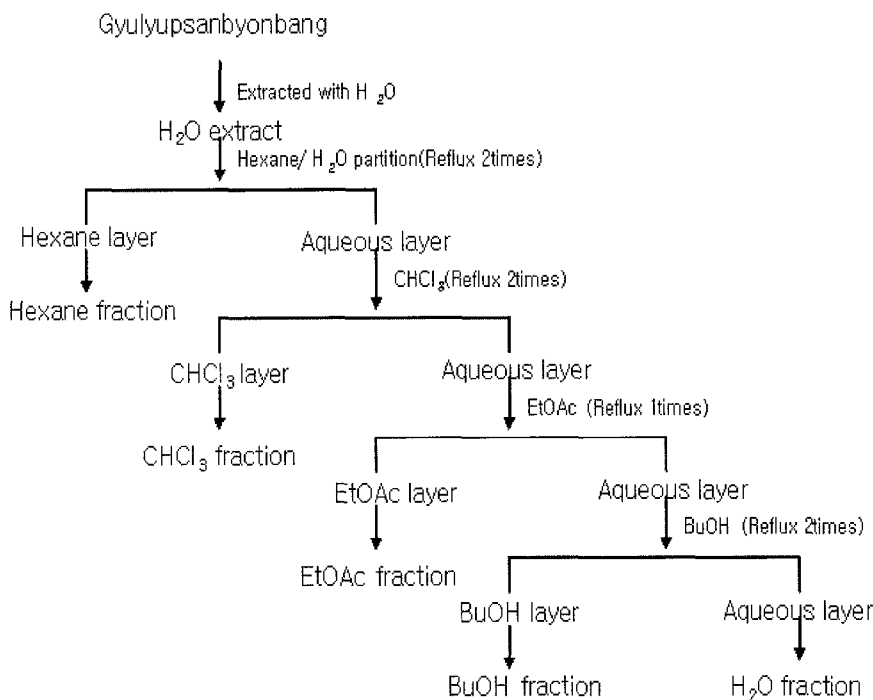 Gyulyupsanbyonbang
Extracted with H₂O
H₂O extract
Hexane/ H₂O partition(Reflux 2times)
Hexane layer
Aqueous layer
CHCl₃(Reflux 2times)
Hexane fraction
CHCl₃ layer
Aqueous layer
EtOAc (Reflux 1times)
CHCl₃ fraction
EtOAc layer
Aqueous layer
BuOH (Reflux 2times)
EtOAc fraction
BuOH layer
Aqueous layer
BuOH fraction
H₂O fraction